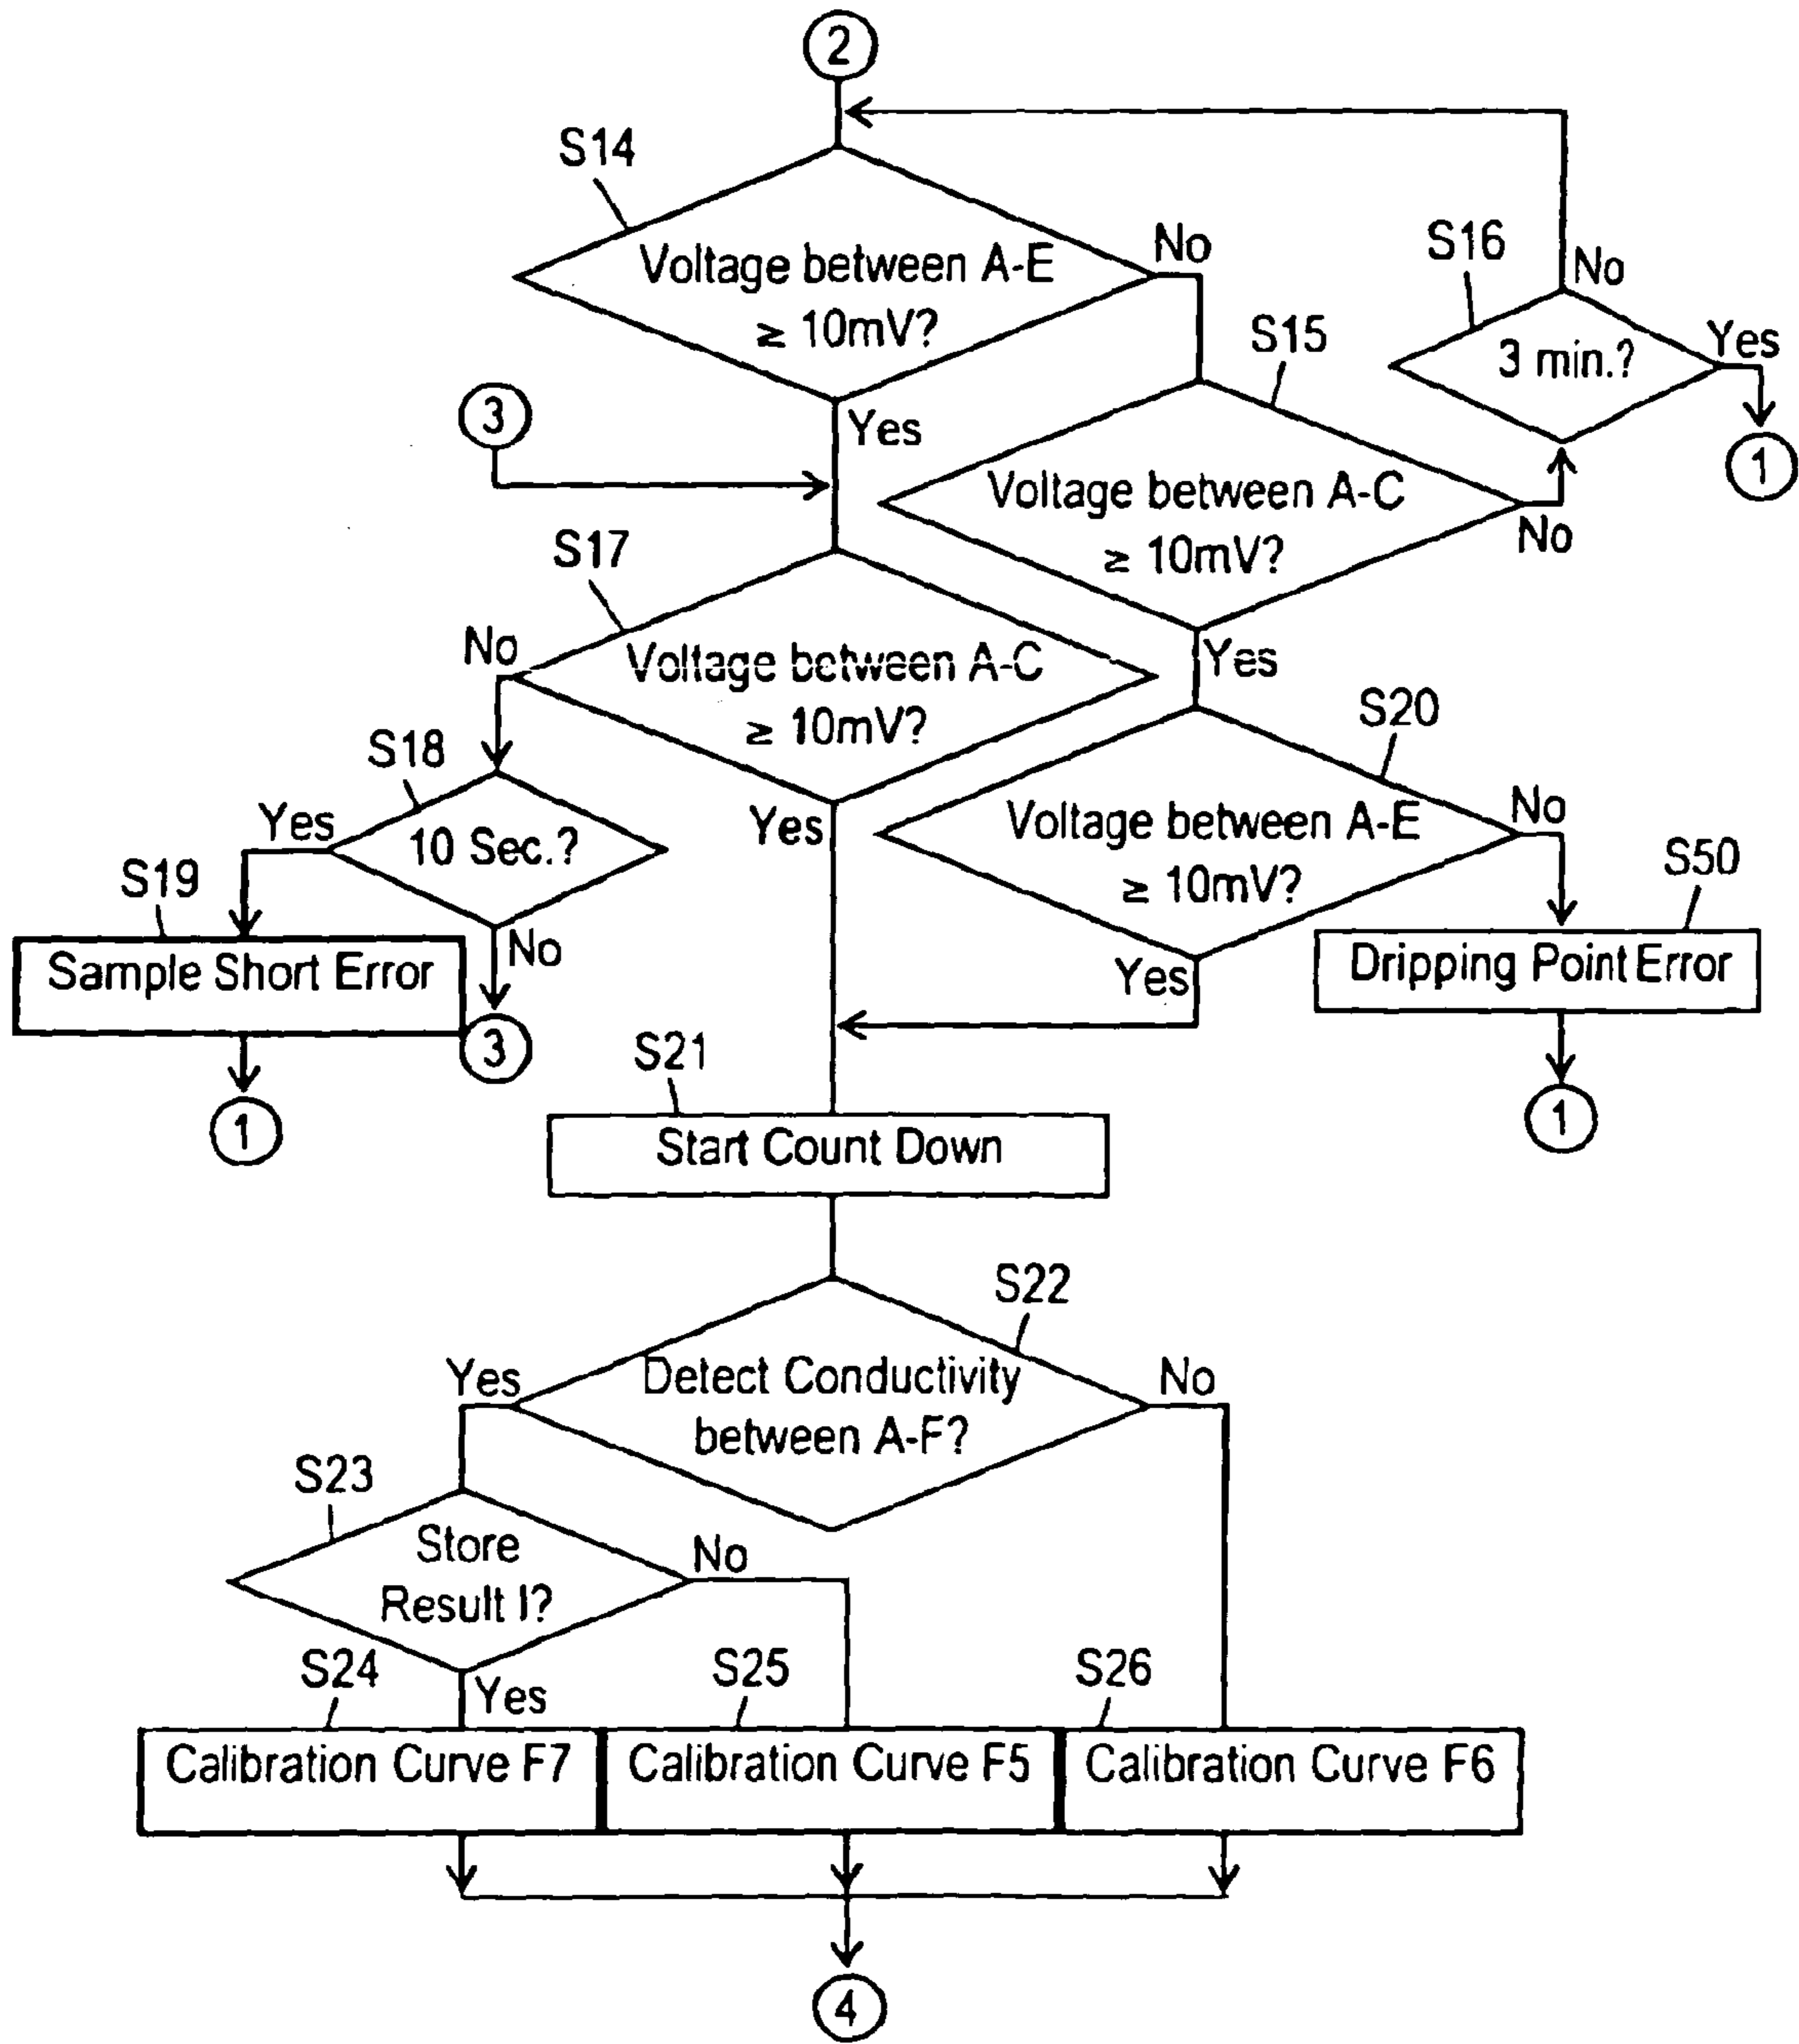 2
S14
Voltage between A-E
≥ 10mV?
No
Yes
S16
No
3 min.?
Yes
1
S15
Voltage between A-C
≥ 10mV?
No
Yes
3
S17
No
Voltage between A-C
≥ 10mV?
Yes
S18
Yes
10 Sec.?
No
S19
Sample Short Error
3
1
S20
Voltage between A-E
≥ 10mV?
No
Yes
S50
Dripping Point Error
1
S21
Start Count Down
S22
Detect Conductivity
between A-F?
Yes
No
S23
Store
Result I?
No
Yes
S24
S25
S26
Calibration Curve F7
Calibration Curve F5
Calibration Curve F6
4